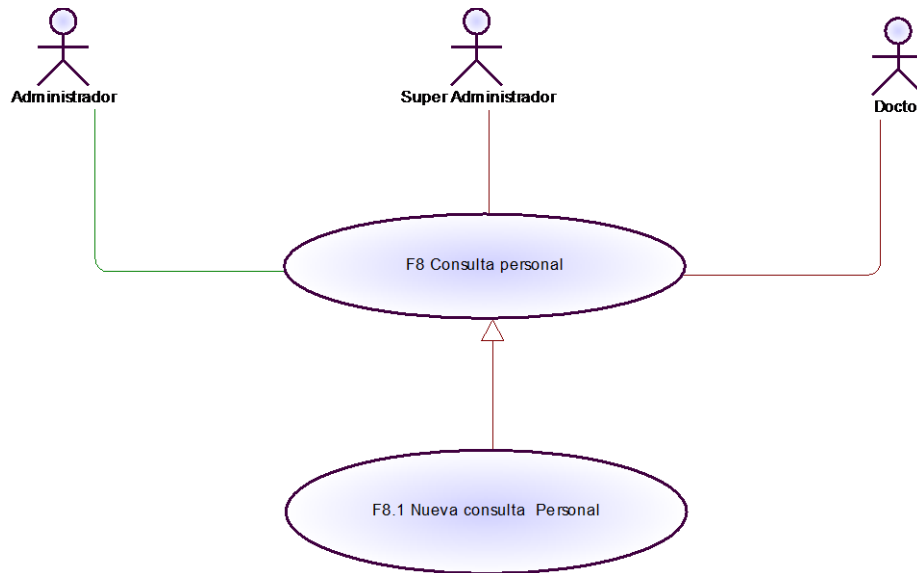 Administrador
Super Administrador
Docto
F8 Consulta personal
F8.1 Nueva consulta Personal